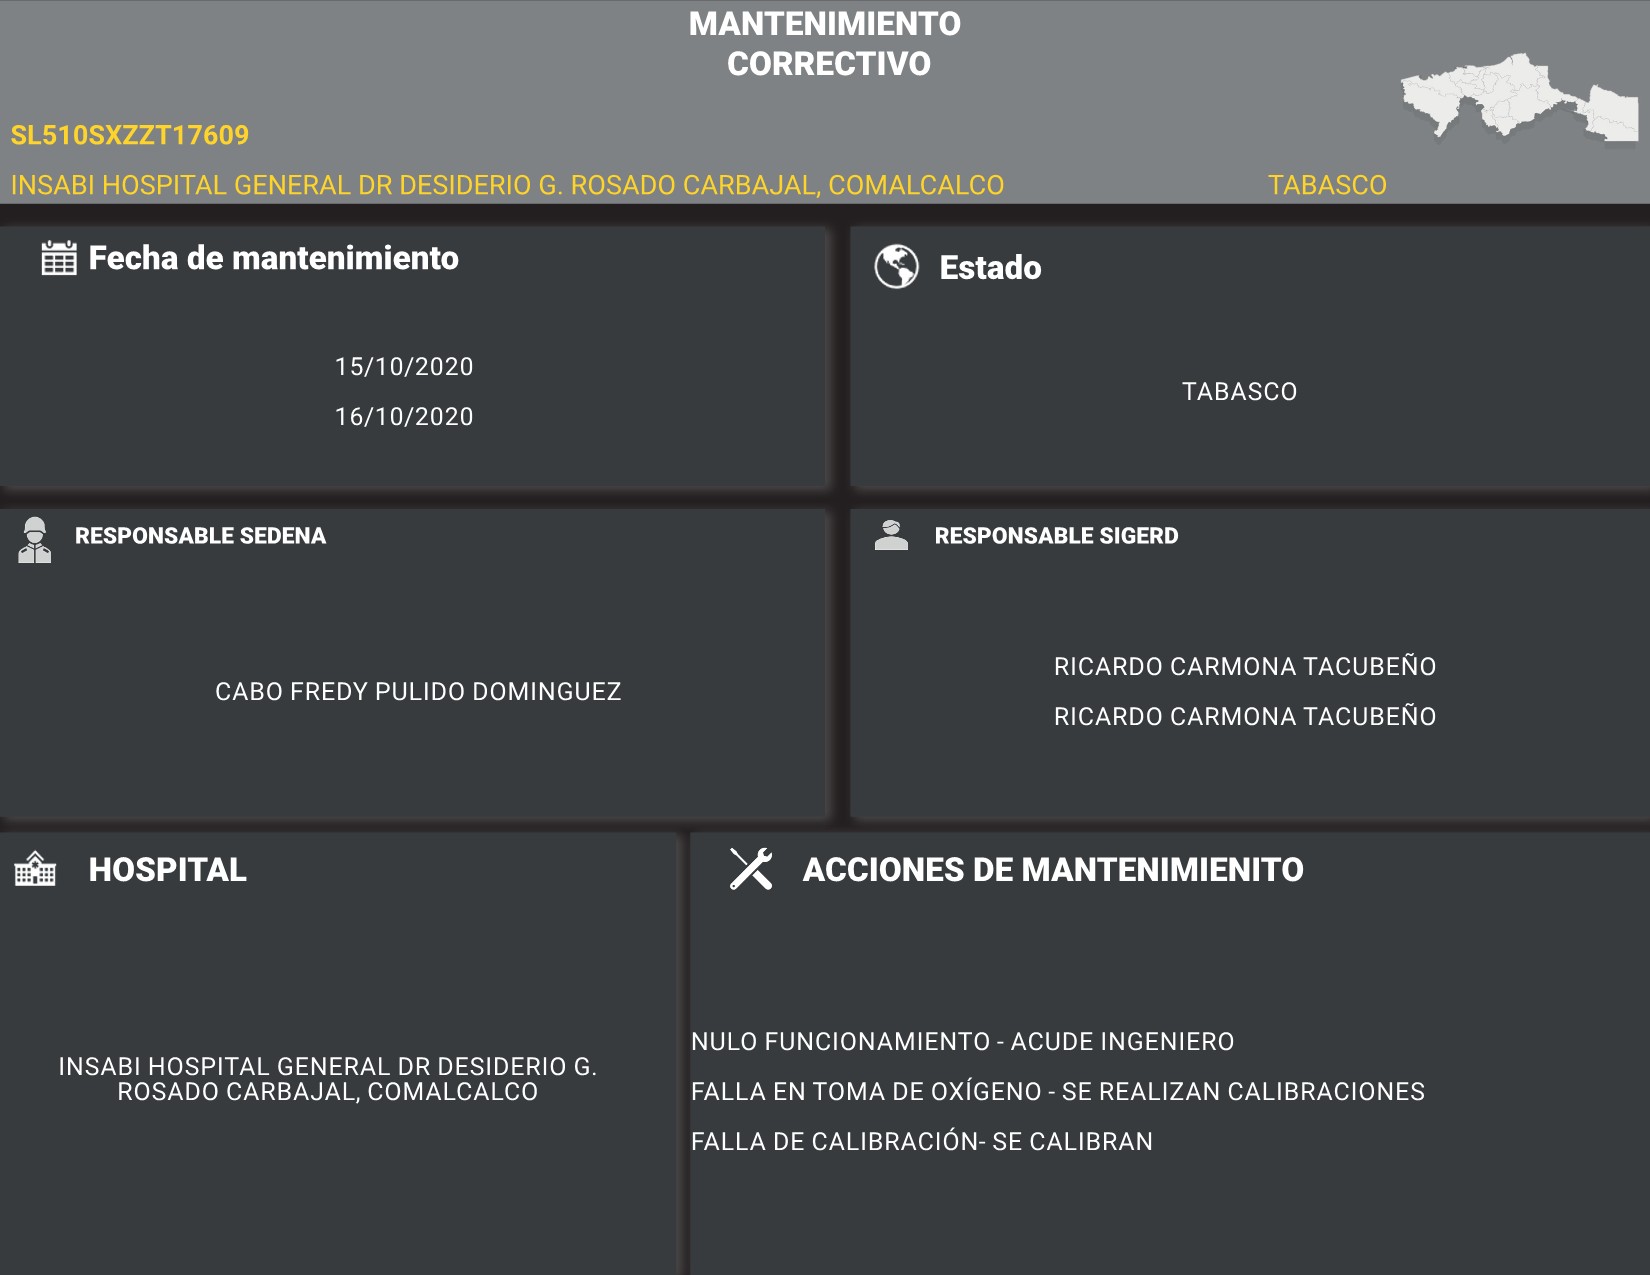 MANTENIMIENTO
CORRECTIVO
SL510SXZZT17609
INSABI HOSPITAL GENERAL DR DESIDERIO G. ROSADO CARBAJAL, COMALCALCO
TABASCO
Fecha de mantenimiento
15/10/2020
16/10/2020
Estado
TABASCO
RESPONSABLE SEDENA
CABO FREDY PULIDO DOMINGUEZ
RESPONSABLE SIGERD
RICARDO CARMONA TACUBEÑO
RICARDO CARMONA TACUBEÑO
HOSPITAL
INSABI HOSPITAL GENERAL DR DESIDERIO G.
ROSADO CARBAJAL, COMALCALCO
ACCIONES DE MANTENIMIENITO
NULO FUNCIONAMIENTO - ACUDE INGENIERO
FALLA EN TOMA DE OXÍGENO - SE REALIZAN CALIBRACIONES
FALLA DE CALIBRACIÓN- SE CALIBRAN